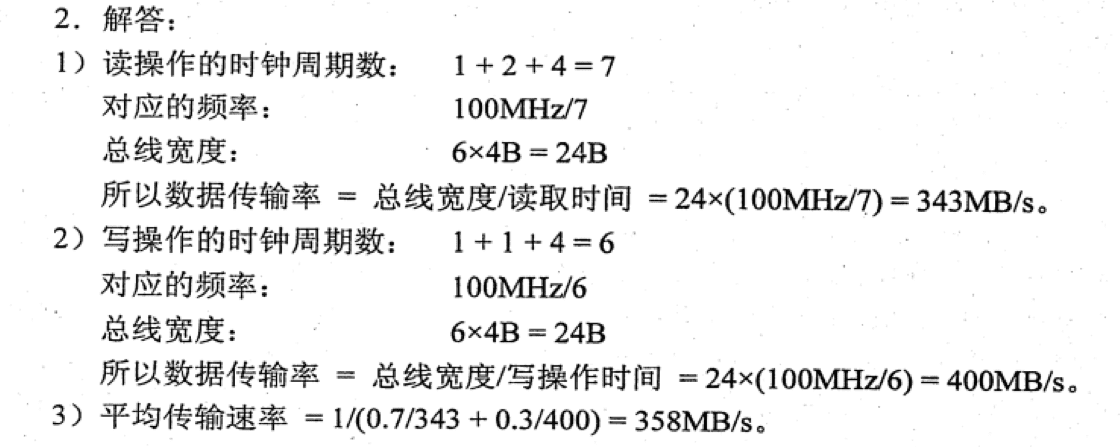 2．解答：
1）读操作的时钟周期数： 1 + 2 + 4 = 7
对应的频率： 100MHz/7
总线宽度： 6×4B = 24B
所以数据传输率 = 总线宽度/读取时间 = 24×(100MHz/7) = 343MB/s。
2）写操作的时钟周期数： 1 + 1 + 4 = 6
对应的频率： 100MHz/6
总线宽度： 6×4B = 24B
所以数据传输率 = 总线宽度/写操作时间 = 24×(100MHz/6) = 400MB/s。
3）平均传输速率 = 1/(0.7/343 + 0.3/400) = 358MB/s。